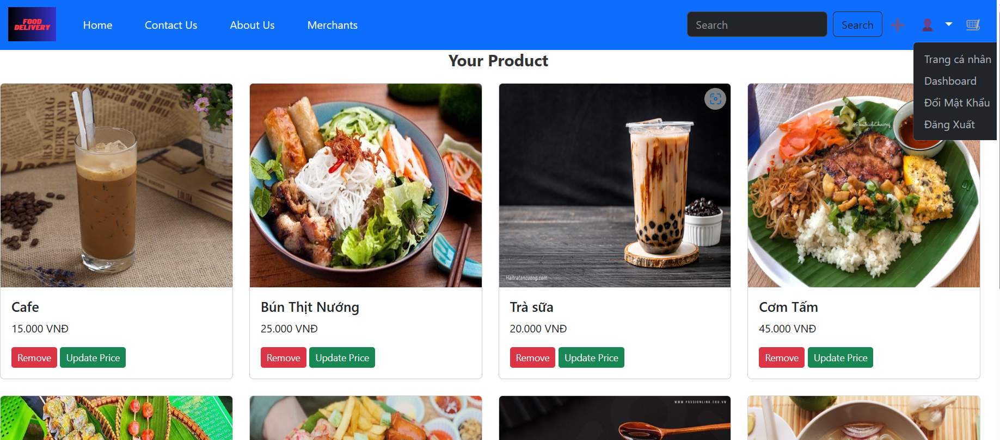 FOOD
DELIVERY
Home
Contact Us
About Us
Merchants
Search
Search
Trang cá nhân
Dashboard
Đổi Mật Khẩu
Đăng Xuất
Your Product
@DauBichChuong
Haitratancuong.com
Cafe
15.000 VNĐ
Remove
Update Price
Bún Thịt Nướng
25.000 VNĐ
Remove
Update Price
Trà sữa
20.000 VNĐ
Remove
Update Price
Cơm Tấm
45.000 VNĐ
Remove
Update Price
WWW.PASSIONLINK.EDU.VN